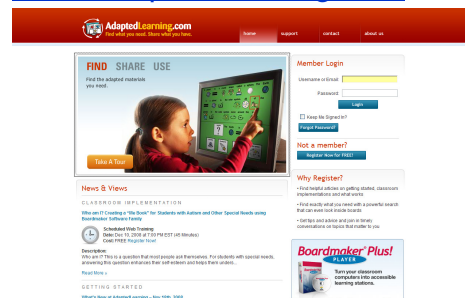 AdaptedLearning.com
Find what you need. Share what you have.
home support contact about us
FIND SHARE USE
Find the adapted materials
you need.
Take A Tour
Member Login
Username or Email:
Password:
Login
Keep Me Signed In?
Forgot Password?
Not a member?
Register Now for FREE!
News & Views
CLASSROOM IMPLEMENTATION
Who am I? Creating a "Me Book" for Students with Autism and Other Special Needs using
Boardmaker Software Family
Scheduled Web Training:
Date: Dec 10, 2008 at 7:00 PM EST (45 Minutes)
Cost: FREE Register Now!
Description:
Who am I? This is a question that most people ask themselves. For students with special needs,
answering this question enhances their self-esteem and helps them undies...
Read More »
GETTING STARTED
What's New at AdaptedLearning - Nov 19th, 2008
Why Register?
• Find helpful articles on getting started, classroom
implementations and what works
• Find exactly what you need with a powerful search
that can even look inside boards
• Get tips and advice and join in timely
conversations on topics that matter to you
Boardmaker Plus!
PLAYER
Turn your classroom
computers into accessible
learning stations.